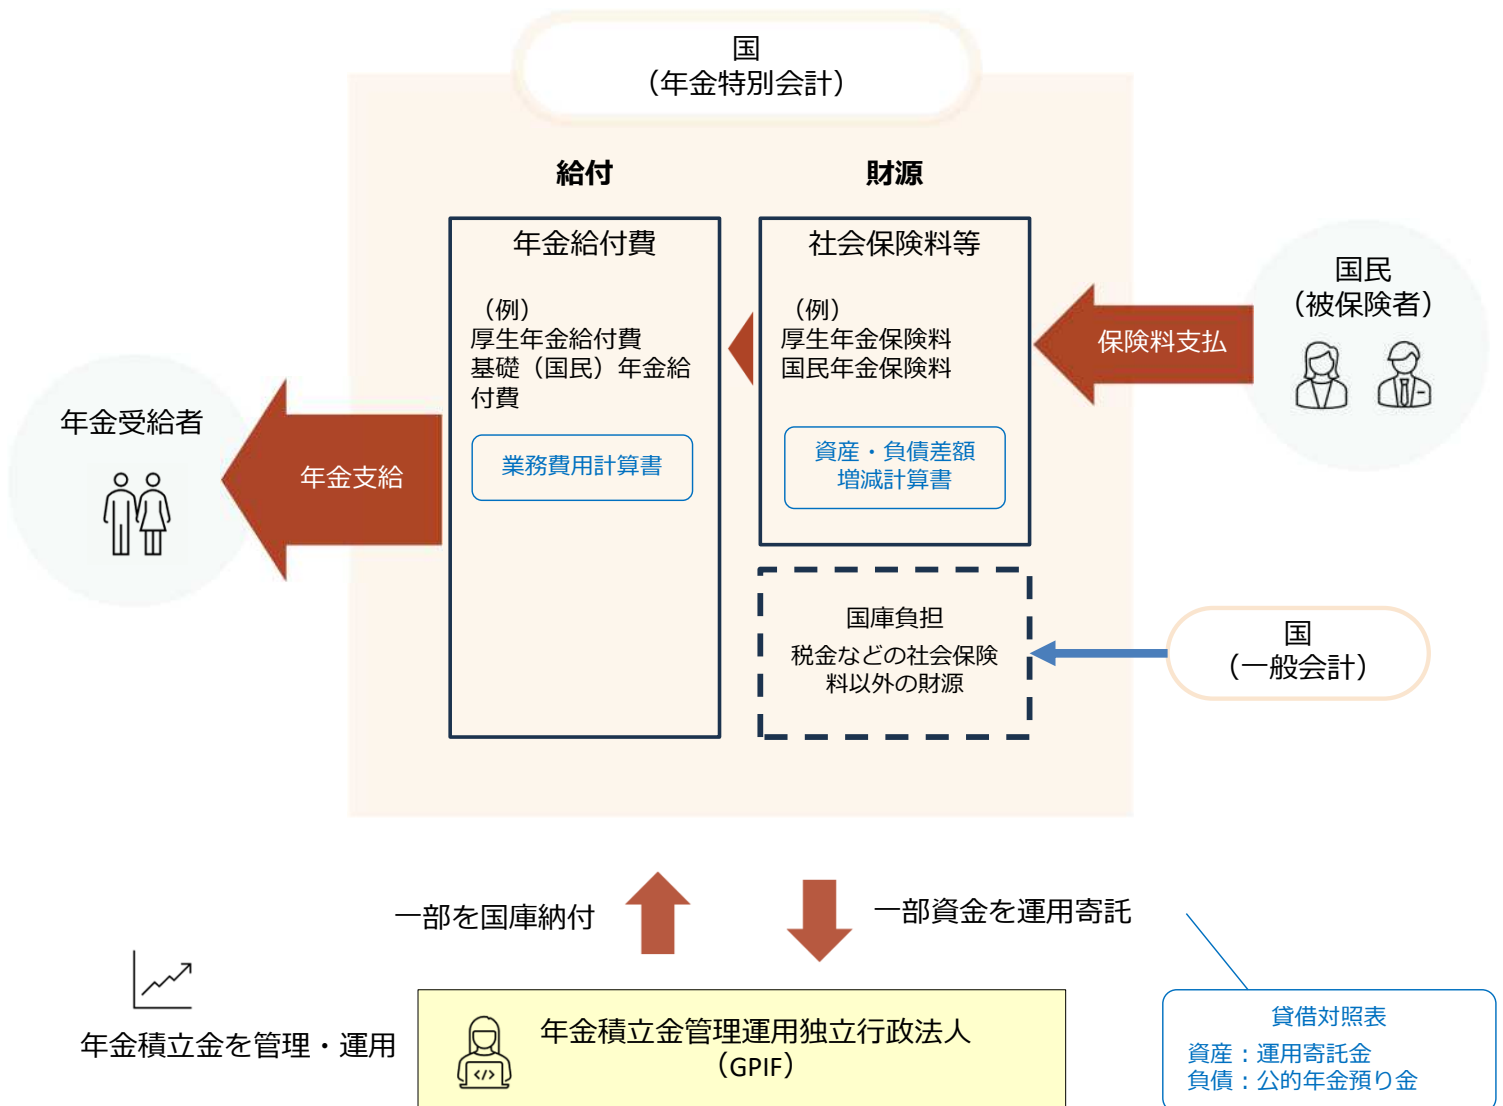 国
（年金特別会計）
給付
財源
年金給付費
（例）
厚生年金給付費
基礎（国民）年金給
付費
業務費用計算書
社会保険料等
（例）
厚生年金保険料
国民年金保険料
資産・負債差額
増減計算書
国民
（被保険者）
保険料支払
年金受給者
年金支給
国庫負担
税金などの社会保険
料以外の財源
国
（一般会計）
一部を国庫納付
一部資金を運用寄託
年金積立金を管理・運用
年金積立金管理運用独立行政法人
（GPIF）
貸借対照表
資産：運用寄託金
負債：公的年金預り金